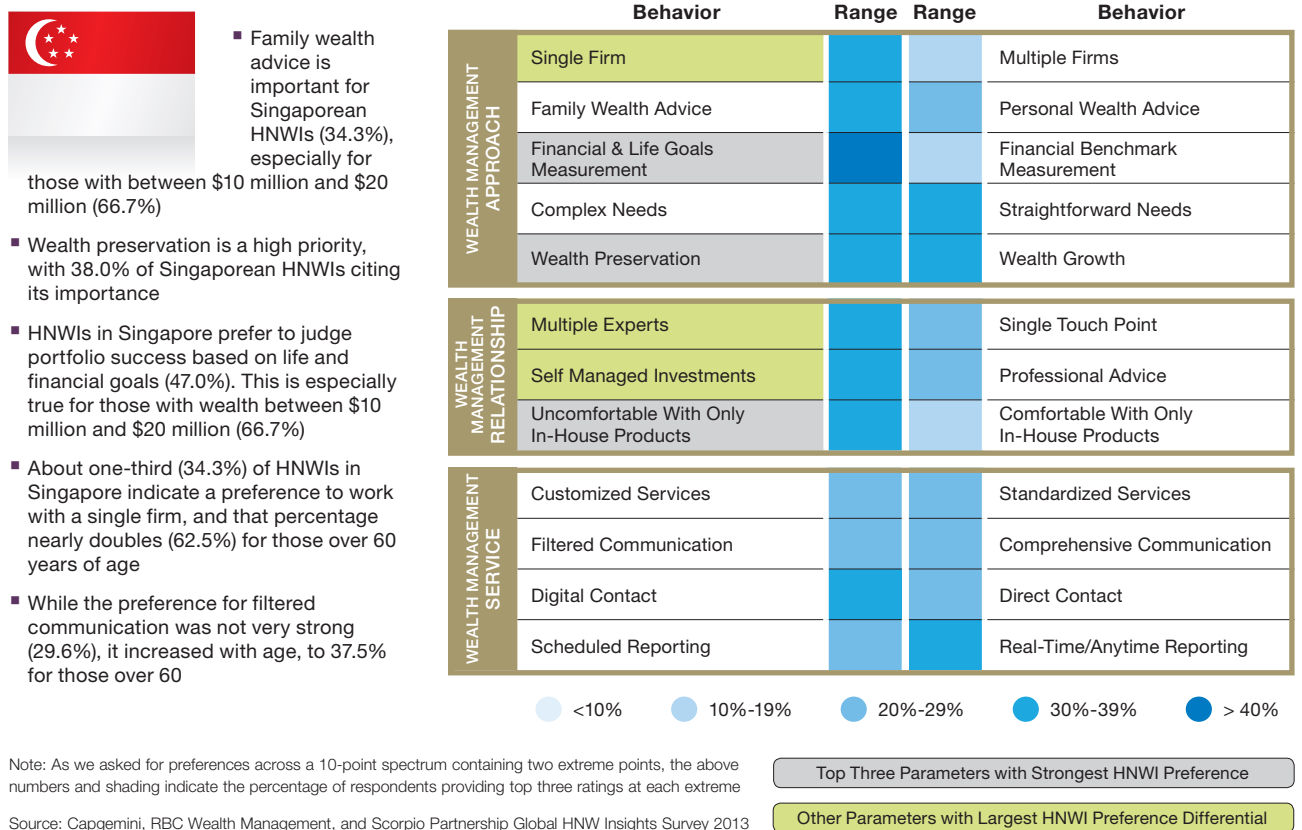 ▪ Family wealth
advice is
important for
Singaporean
HNWIs (34.3%),
especially for
those with between $10 million and $20
million (66.7%)
▪ Wealth preservation is a high priority,
with 38.0% of Singaporean HNWIs citing
its importance
▪ HNWIs in Singapore prefer to judge
portfolio success based on life and
financial goals (47.0%). This is especially
true for those with wealth between $10
million and $20 million (66.7%)
▪ About one-third (34.3%) of HNWIs in
Singapore indicate a preference to work
with a single firm, and that percentage
nearly doubles (62.5%) for those over 60
years of age
▪ While the preference for filtered
communication was not very strong
(29.6%), it increased with age, to 37.5%
for those over 60
Behavior Range Range Behavior
WEALTH MANAGEMENT
APPROACH
Single Firm Multiple Firms
Family Wealth Advice Personal Wealth Advice
Financial & Life Goals
Measurement
Financial Benchmark
Measurement
Complex Needs Straightforward Needs
Wealth Preservation Wealth Growth
WEALTH
MANAGEMENT
RELATIONSHIP
Multiple Experts Single Touch Point
Self Managed Investments Professional Advice
Uncomfortable With Only
In-House Products
Comfortable With Only
In-House Products
WEALTH MANAGEMENT
SERVICE
Customized Services Standardized Services
Filtered Communication Comprehensive Communication
Digital Contact Direct Contact
Scheduled Reporting Real-Time/Anytime Reporting
<10% 10%-19% 20%-29% 30%-39% > 40%
Note: As we asked for preferences across a 10-point spectrum containing two extreme points, the above
numbers and shading indicate the percentage of respondents providing top three ratings at each extreme
Source: Capgemini, RBC Wealth Management, and Scorpio Partnership Global HNW Insights Survey 2013
Top Three Parameters with Strongest HNWI Preference
Other Parameters with Largest HNWI Preference Differential